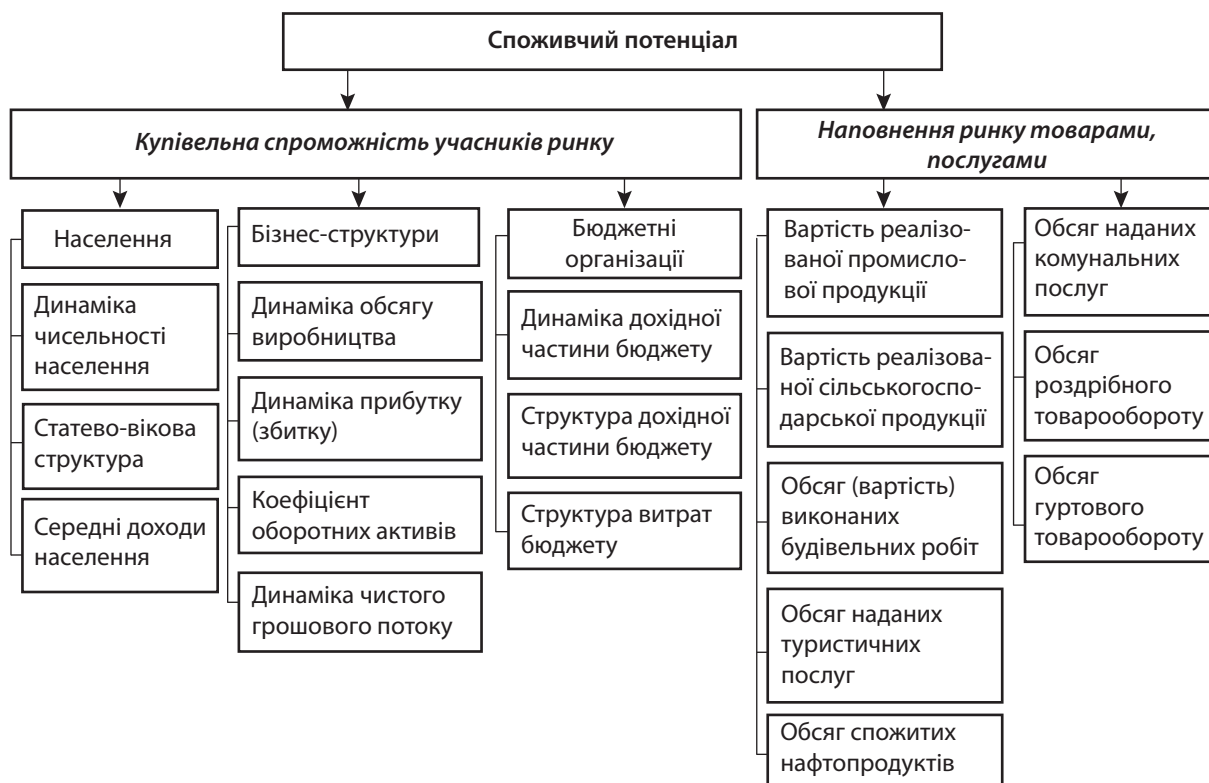 Споживчий потенціал
Купівельна спроможність учасників ринку
Наповнення ринку товарами,
послугами
Населення
Динаміка
чисельності
населення
Статево-вікова
структура
Середні доходи
населення
Бізнес-структури
Динаміка обсягу
виробництва
Динаміка прибутку
(збитку)
Коефіцієнт
оборотних активів
Динаміка чистого
грошового потоку
Бюджетні
організації
Динаміка дохідної
частини бюджету
Структура дохідної
частини бюджету
Структура витрат
бюджету
Вартість реалізо-
ваної промисло-
вої продукції
Вартість реалізова-
ної сільськогоспо-
дарської продукції
Обсяг (вартість)
виконаних
будівельних робіт
Обсяг наданих
туристичних
послуг
Обсяг спожитих
нафтопродуктів
Обсяг наданих
комунальних
послуг
Обсяг
роздрібного
товарообороту
Обсяг
гуртового
товарообороту